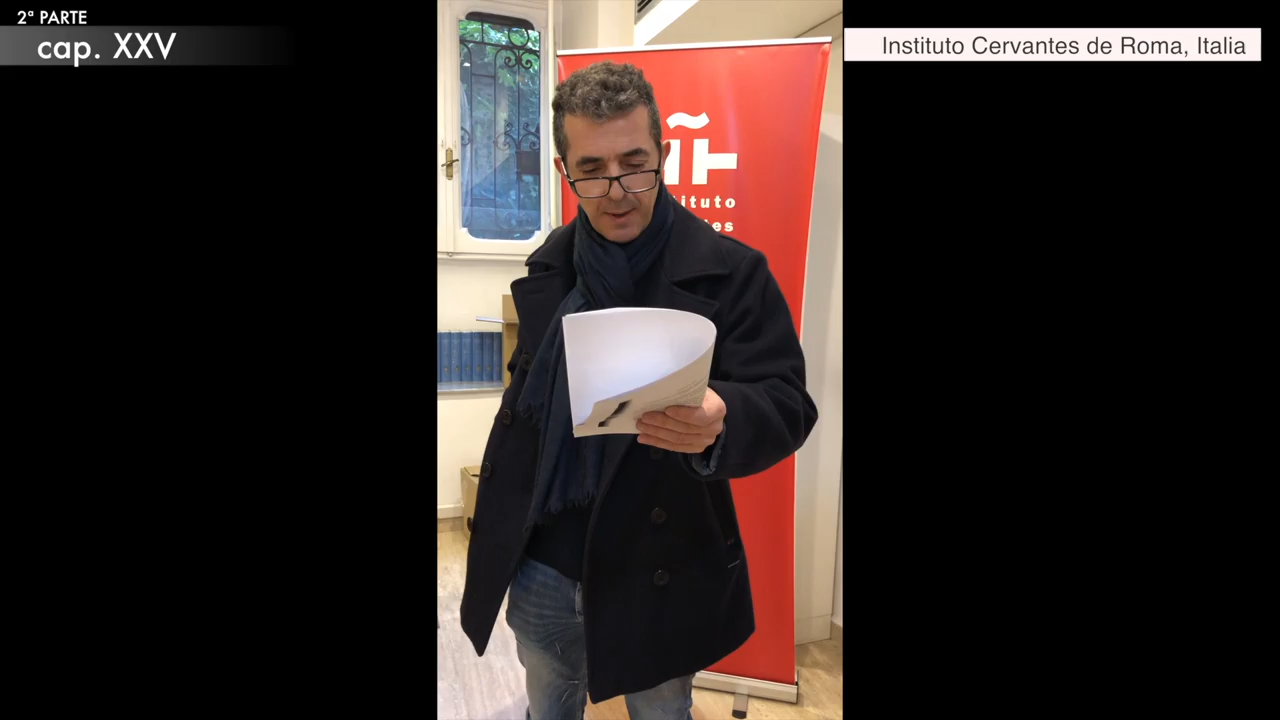 2ª PARTE
cap. XXV
Instituto Cervantes de Roma, Italia